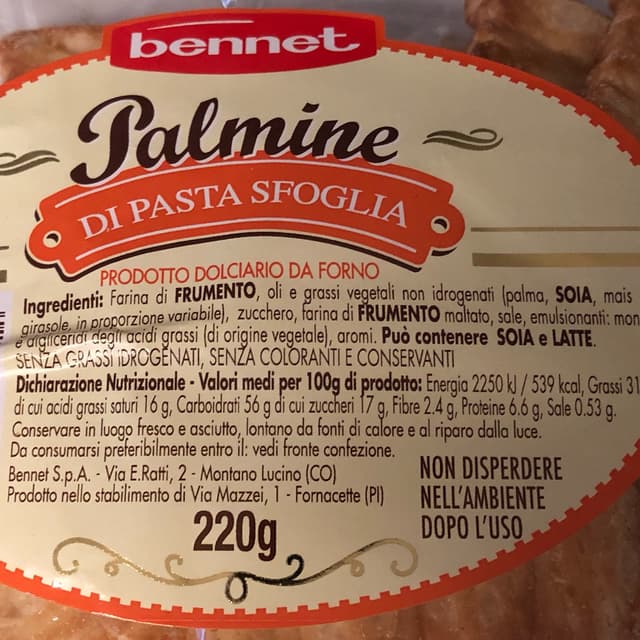 bennet
Palmine
DI PASTA SFOGLIA
PRODOTTO DOLCIARIO DA FORNO
Ingredienti: Farina di FRUMENTO, oli e grassi vegetali non idrogenati (palma, SOIA, mais
girasole, in proporzione variabile), zucchero, farina di FRUMENTO maltato, sale, emulsionanti: mon
e digliceridi degli acidi grassi (di origine vegetale), aromi. Può contenere SOIA e LATTE.
SENZA GRASSI IDROGENATI, SENZA COLORANTI E CONSERVANTI
Dichiarazione Nutrizionale - Valori medi per 100g di prodotto: Energia 2250 kJ / 539 kcal, Grassi 31
di cui acidi grassi saturi 16 g, Carboidrati 56 g di cui zuccheri 17 g, Fibre 2.4 g, Proteine 6.6 g, Sale 0.53 g.
Conservare in luogo fresco e asciutto, lontano da fonti di calore e al riparo dalla luce.
Da consumarsi preferibilmente entro il: vedi fronte confezione.
Bennet S.p.A. - Via E.Ratti, 2 - Montano Lucino (CO)
Prodotto nello stabilimento di Via Mazzei, 1 - Fornacette (PI)
220g
NON DISPERDERE
NELL'AMBIENTE
DOPO L'USO